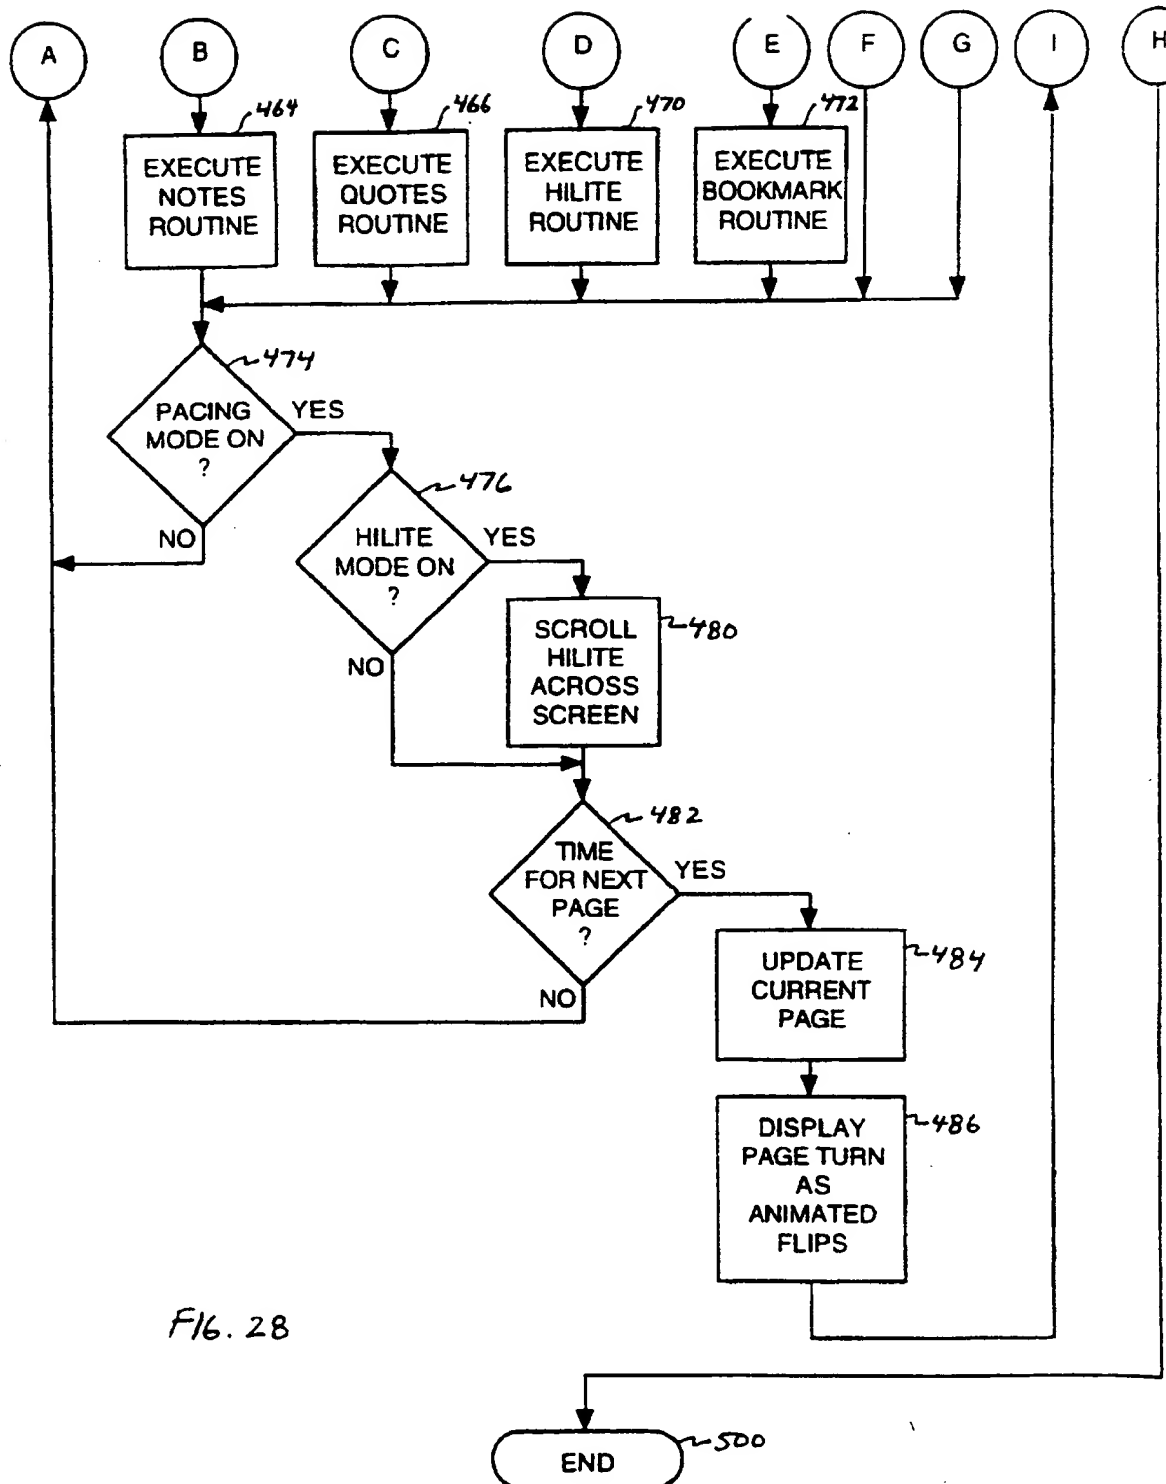 A
B
C
D
E
F
G
I
H
464
466
470
472
EXECUTE
NOTES
ROUTINE
EXECUTE
QUOTES
ROUTINE
EXECUTE
HILITE
ROUTINE
EXECUTE
BOOKMARK
ROUTINE
474
PACING
MODE ON
?
YES
NO
476
HILITE
MODE ON
?
YES
NO
480
SCROLL
HILITE
ACROSS
SCREEN
482
TIME
FOR NEXT
PAGE
?
YES
NO
484
UPDATE
CURRENT
PAGE
486
DISPLAY
PAGE TURN
AS
ANIMATED
FLIPS
FIG. 28
500
END